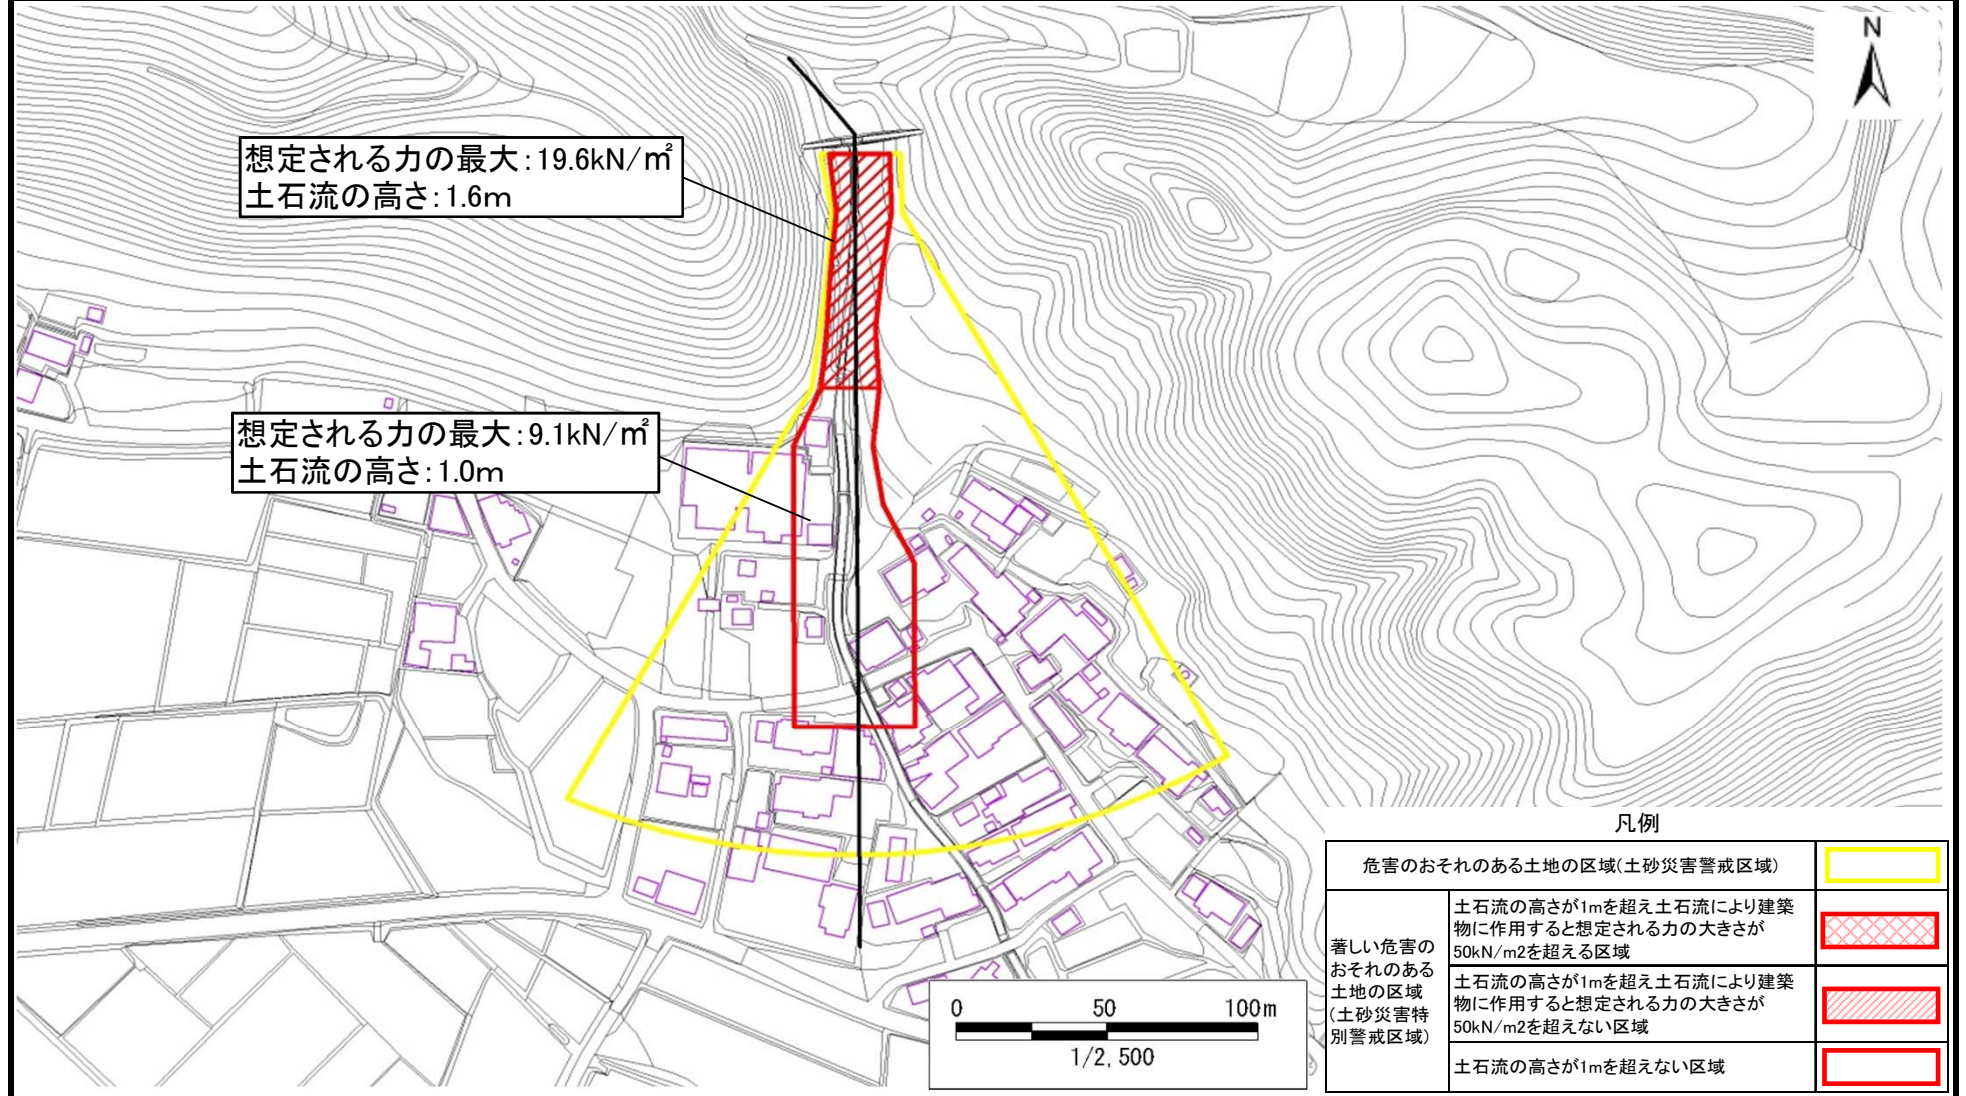 N
想定される力の最大:19.6kN/㎡
土石流の高さ:1.6m
想定される力の最大:9.1kN/㎡
土石流の高さ:1.0m
凡例
危害のおそれのある土地の区域(土砂災害警戒区域)
著しい危害の
おそれのある
土地の区域
(土砂災害特
別警戒区域)
土石流の高さが1mを超え土石流により建築
物に作用すると想定される力の大きさが
50kN/m2を超える区域
土石流の高さが1mを超え土石流により建築
物に作用すると想定される力の大きさが
50kN/m2を超えない区域
土石流の高さが1mを超えない区域
0 50 100m
1/2,500